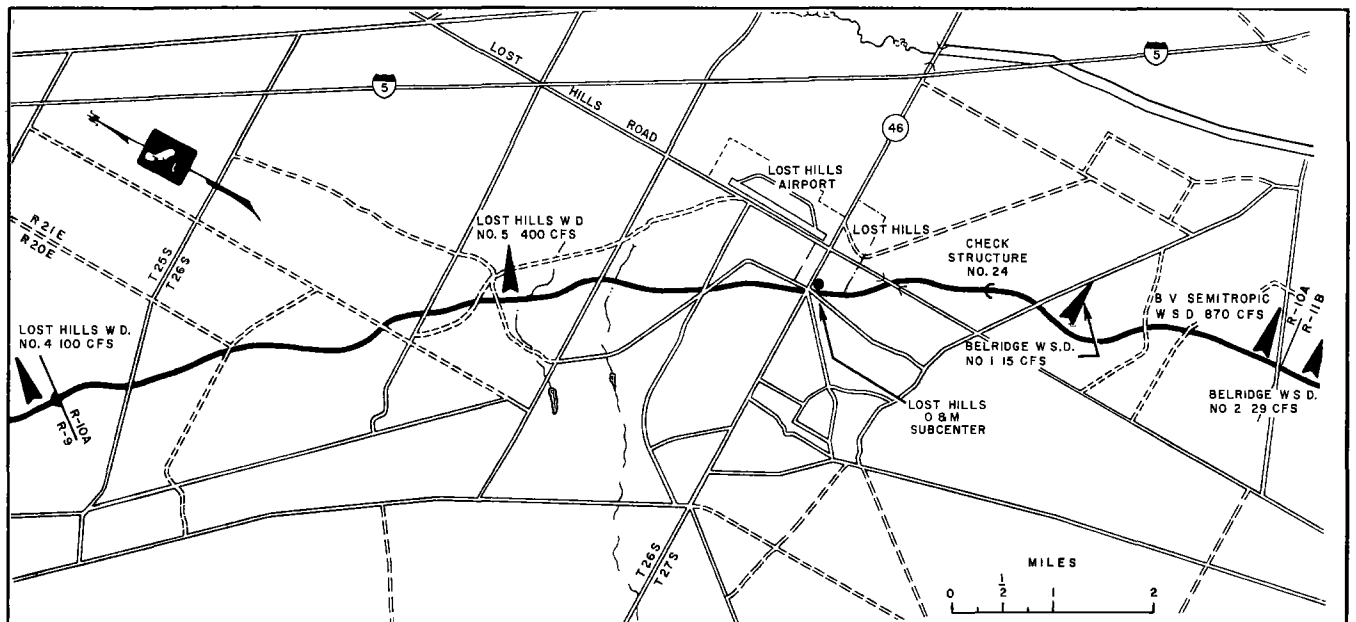 LOST
HILLS
ROAD
5
5
46
LOST HILLS
AIRPORT
LOST HILLS
R 21E
R20E
T25S
T26S
LOST HILLS W D
NO. 5 400 CFS
CHECK
STRUCTURE
NO. 24
LOST HILLS W D.
NO. 4 100 CFS
R-10A
R-9
B V SEMITROPIC
W S D 870 CFS
R-10A
R-11B
BELRIDGE W S.D.
NO 1 15 CFS
BELRIDGE W S D.
NO 2 29 CFS
LOST HILLS
O & M
SUBCENTER
T26S
T27S
MILES
0 1/2 1 2